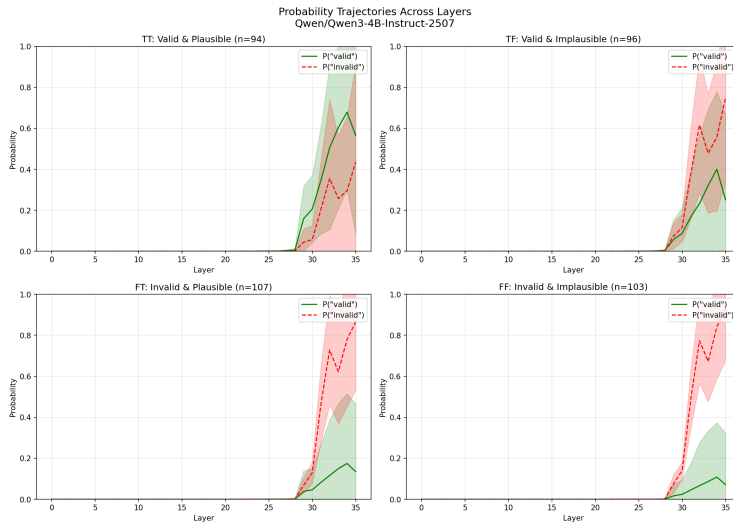 Probability Trajectories Across Layers
Qwen/Qwen3-4B-Instruct-2507
TT: Valid & Plausible (n=94)
1.0
0.8
0.6
0.4
0.2
0.0
Probability
0 5 10 15 20 25 30 35
Layer
P("valid")
P("invalid")
TF: Valid & Implausible (n=96)
1.0
0.8
0.6
0.4
0.2
0.0
Probability
0 5 10 15 20 25 30 35
Layer
P("valid")
P("invalid")
FT: Invalid & Plausible (n=107)
1.0
0.8
0.6
0.4
0.2
0.0
Probability
0 5 10 15 20 25 30 35
Layer
P("valid")
P("invalid")
FF: Invalid & Implausible (n=103)
1.0
0.8
0.6
0.4
0.2
0.0
Probability
0 5 10 15 20 25 30 35
Layer
P("valid")
P("invalid")